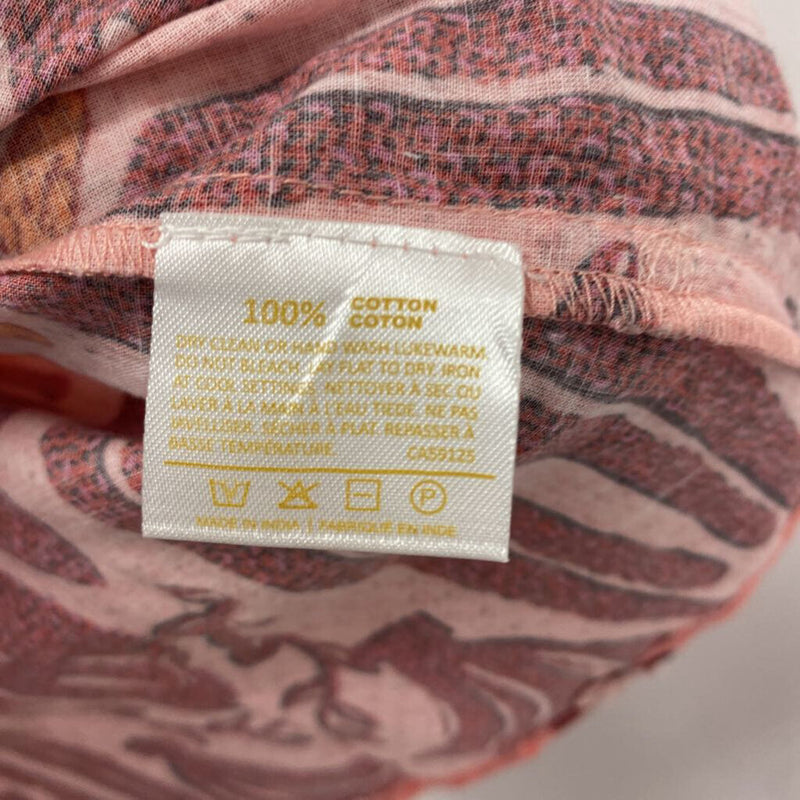 100% COTTON
COTON
DRY CLEAN OR HAND WASH LUKEWARM.
DO NOT BLEACH. LAY FLAT TO DRY. IRON
AT COOL SETTING. NETTOYER À SEC OU
LAVER À LA MAIN À L'EAU TIEDE. NE PAS
JAVELLISER. SÉCHER À PLAT. REPASSER À
BASSE TEMPÉRATURE. CA59125
P
MADE IN INDIA | FABRIQUÉ EN INDE